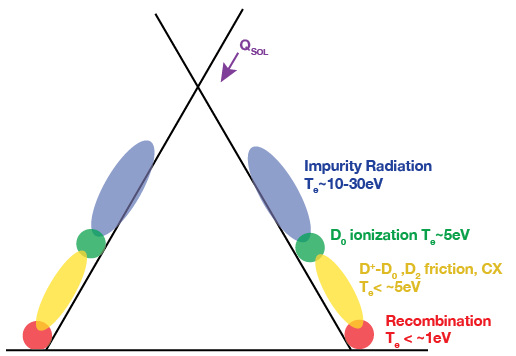 Q_SOL
Impurity Radiation
T_e~10-30eV
D_0 ionization T_e~5eV
D^+-D_0 ,D_2 friction, CX
T_e< ~5eV
Recombination
T_e < ~1eV